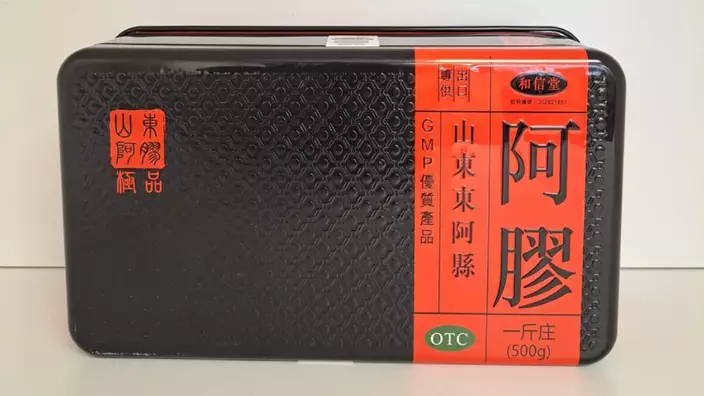 和信堂
阿膠
一斤庄
(500g)
出口
轉供
山東東阿縣
GMP優質產品
OTC
山東
阿膠
極品